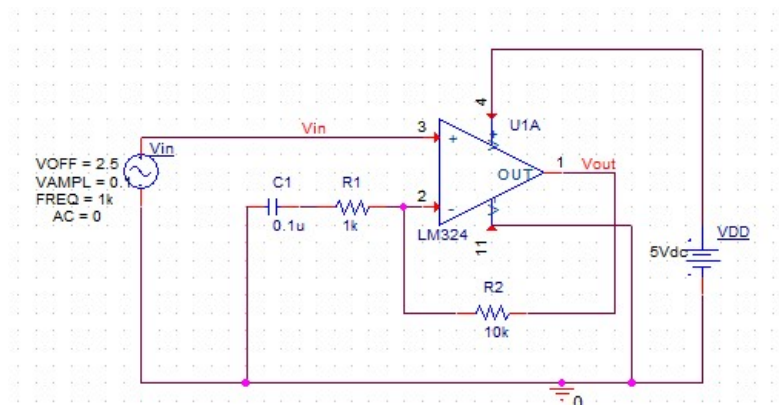 4
U1A
Vin
3
Vin
+
VOFF = 2.5
VAMPL = 0.1
FREQ = 1k
AC = 0
C1
R1
0.1u
1k
2
-
OUT
1
Vout
LM324
11
5Vdc
VDD
R2
10k
0